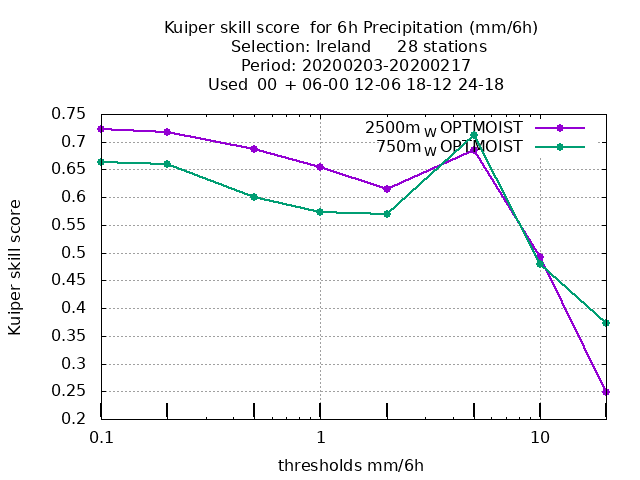 Kuiper skill score  for 6h Precipitation (mm/6h)
Selection: Ireland     28 stations
Period: 20200203-20200217
Used  00 + 06-00 12-06 18-12 24-18
2500m W OPTMOIST
750m W OPTMOIST
0.75
0.7
0.65
0.6
0.55
0.5
0.45
0.4
0.35
0.3
0.25
0.2
Kuiper skill score
0.1
1
10
thresholds mm/6h